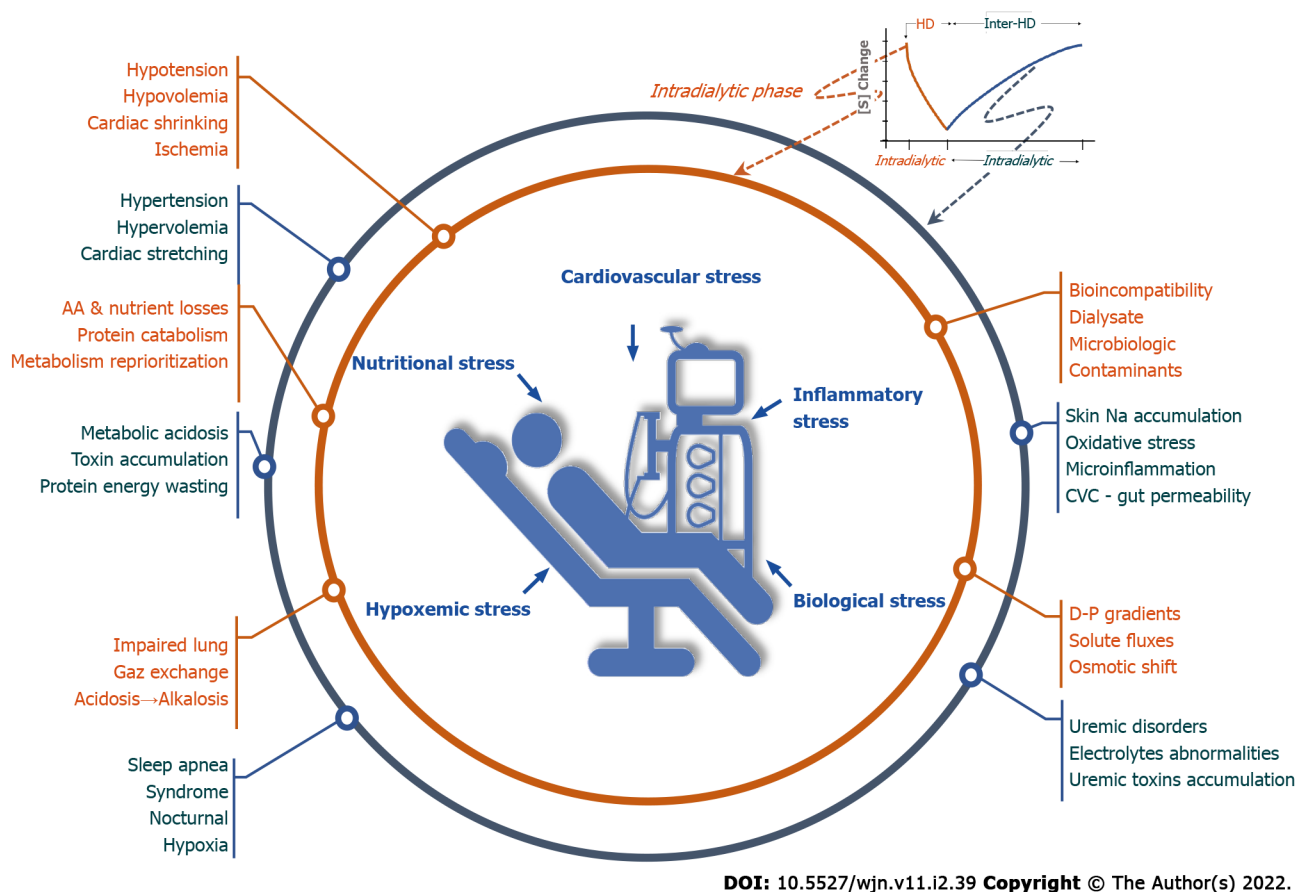 HD
Inter-HD
[S] Change
Intradialytic
Intradialytic
Intradialytic phase
Hypotension
Hypovolemia
Cardiac shrinking
Ischemia
Hypertension
Hypervolemia
Cardiac stretching
AA & nutrient losses
Protein catabolism
Metabolism reprioritization
Metabolic acidosis
Toxin accumulation
Protein energy wasting
Impaired lung
Gaz exchange
Acidosis→Alkalosis
Sleep apnea
Syndrome
Nocturnal
Hypoxia
Cardiovascular stress
Nutritional stress
Inflammatory
stress
Hypoxemic stress
Biological stress
Bioincompatibility
Dialysate
Microbiologic
Contaminants
Skin Na accumulation
Oxidative stress
Microinflammation
CVC - gut permeability
D-P gradients
Solute fluxes
Osmotic shift
Uremic disorders
Electrolytes abnormalities
Uremic toxins accumulation
DOI: 10.5527/wjn.v11.i2.39 Copyright © The Author(s) 2022.